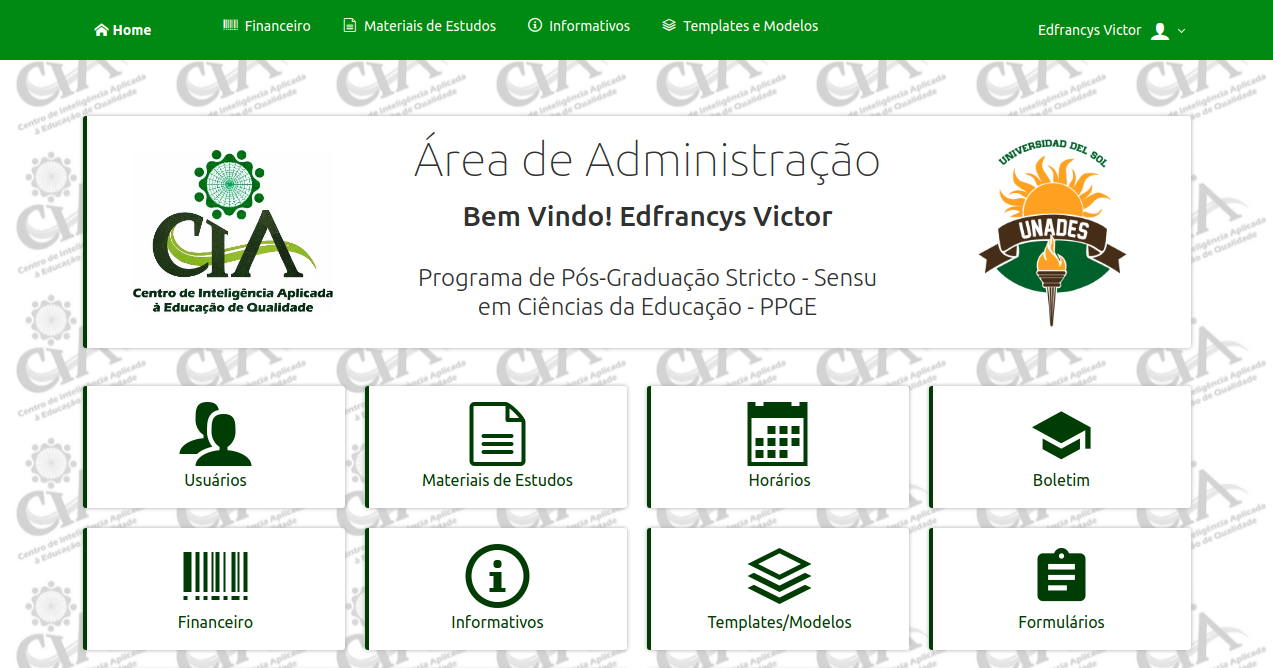 Home
Financeiro
Materiais de Estudos
Informativos
Templates e Modelos
Edfrancys Victor
CIA
Centro de Inteligência Aplicada
à Educação de Qualidade
Área de Administração
Bem Vindo! Edfrancys Victor
Programa de Pós-Graduação Stricto - Sensu
em Ciências da Educação - PPGE
UNIVERSIDAD DEL SOL
UNADES
Usuários
Materiais de Estudos
Horários
Boletim
Financeiro
Informativos
Templates/Modelos
Formulários